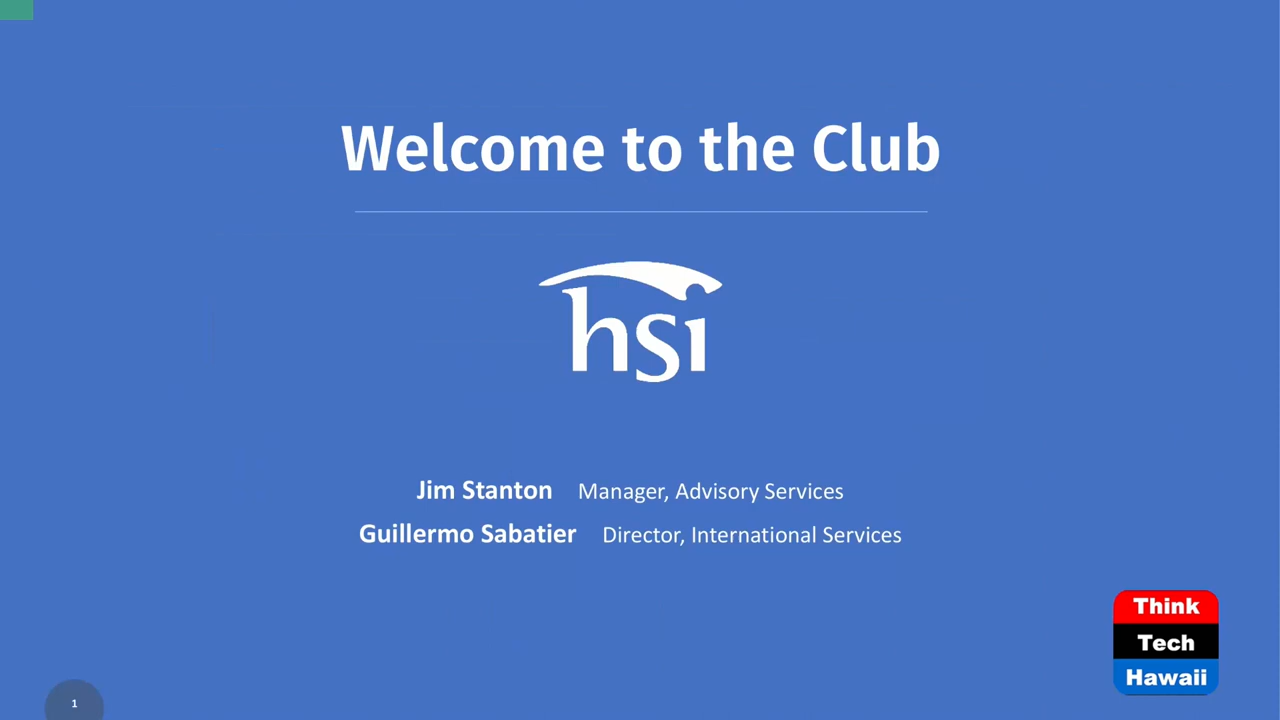 Welcome to the Club
hsi
Jim Stanton Manager, Advisory Services
Guillermo Sabatier Director, International Services
Think
Tech
Hawaii
1